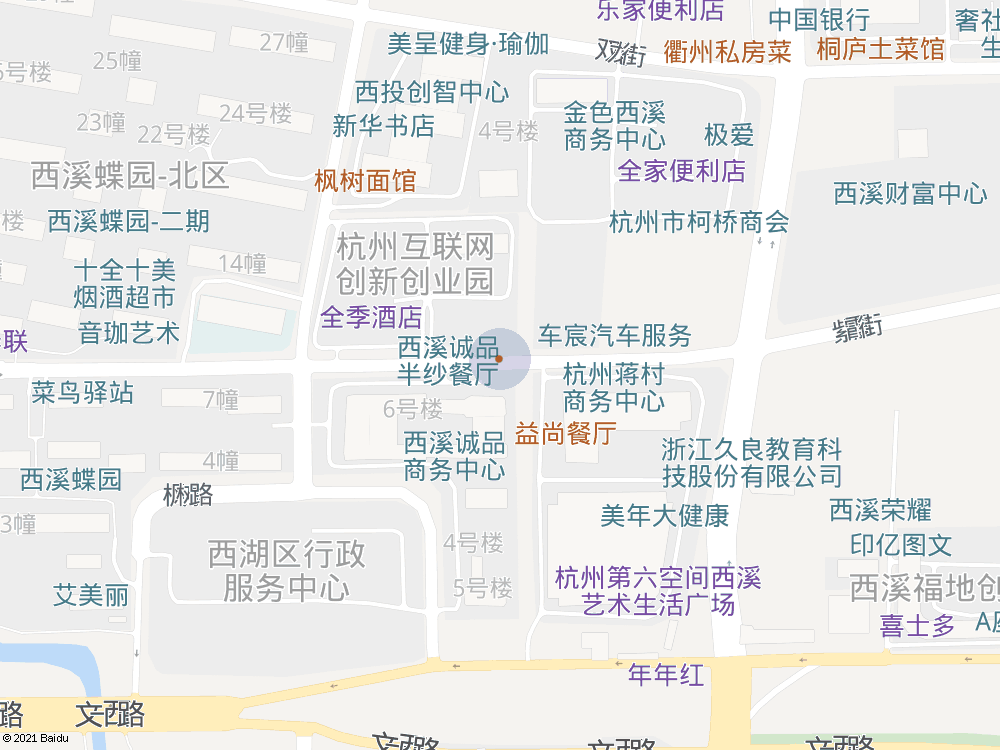 乐家便利店
中国银行
奢社
生
27幢
美呈健身·瑜伽
双街
衢州私房菜
桐庐土菜馆
25幢
5号楼
西投创智中心
金色西溪
商务中心
24号楼
23幢
22号楼
新华书店
4号楼
极爱
西溪蝶园-北区
枫树面馆
全家便利店
西溪财富中心
楼
西溪蝶园-二期
杭州市柯桥商会
杭州互联网
创新创业园
14幢
十全十美
烟酒超市
全季酒店
音珈艺术
联
西溪诚品
半纱餐厅
车宸汽车服务
紫霞街
菜鸟驿站
7幢
6号楼
杭州蒋村
商务中心
益尚餐厅
西溪诚品
商务中心
4幢
浙江久良教育科
技股份有限公司
西溪蝶园
路
3幢
美年大健康
西溪荣耀
印亿图文
西湖区行政
服务中心
4号楼
5号楼
艾美丽
杭州第六空间西溪
艺术生活广场
西溪福地创
喜士多
A座
年年红
路
文二西路
文二西路
文二西路
文二西路
© 2021 Baidu